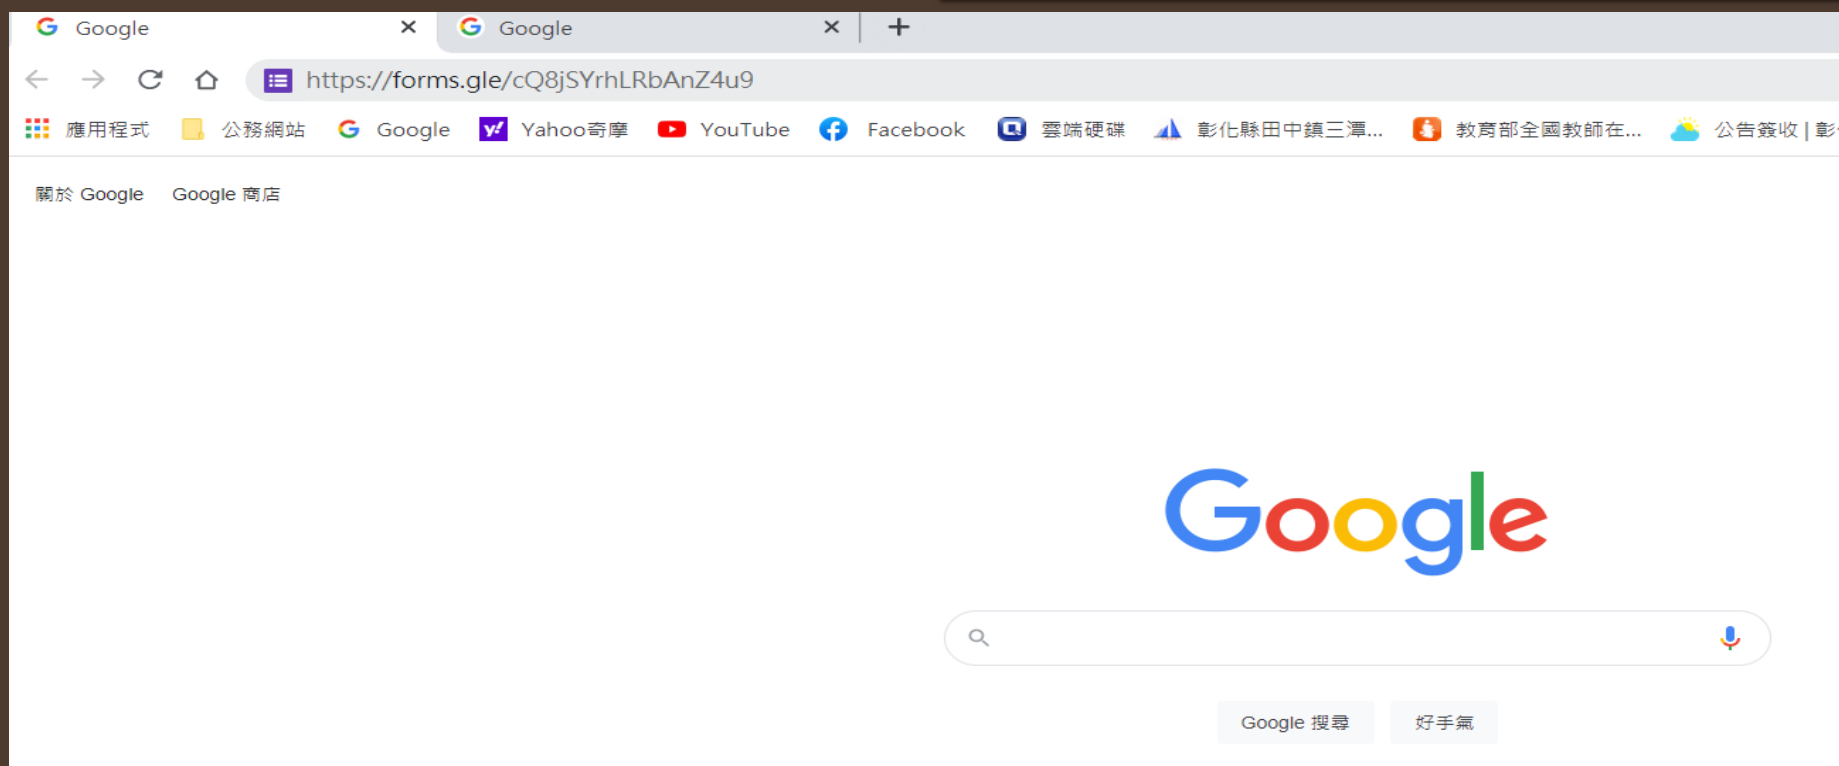 Google Google
https://forms.gle/cQ8jSYrhLRbAnZ4u9
應用程式 公務網站 Google Yahoo奇摩 YouTube Facebook 雲端硬碟 彰化縣田中鎮三潭... 教育部全國教師在... 公告簽收 | 彰
關於 Google Google 商店
Google
Google 搜尋 好手氣